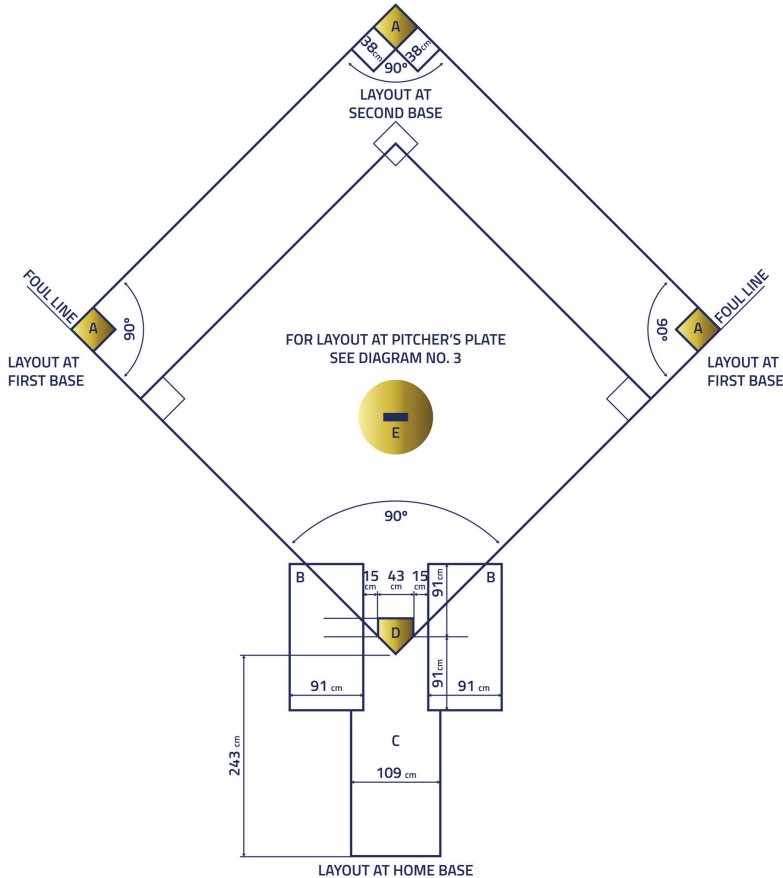 A
38cm
38cm
90°
LAYOUT AT
SECOND BASE
FOUL LINE
FOUL LINE
A
90°
90°
A
LAYOUT AT
FIRST BASE
FOR LAYOUT AT PITCHER'S PLATE
SEE DIAGRAM NO. 3
LAYOUT AT
FIRST BASE
E
90°
B
15 cm
43 cm
15 cm
91 cm
B
D
91 cm
91 cm
91 cm
243 cm
C
109 cm
LAYOUT AT HOME BASE